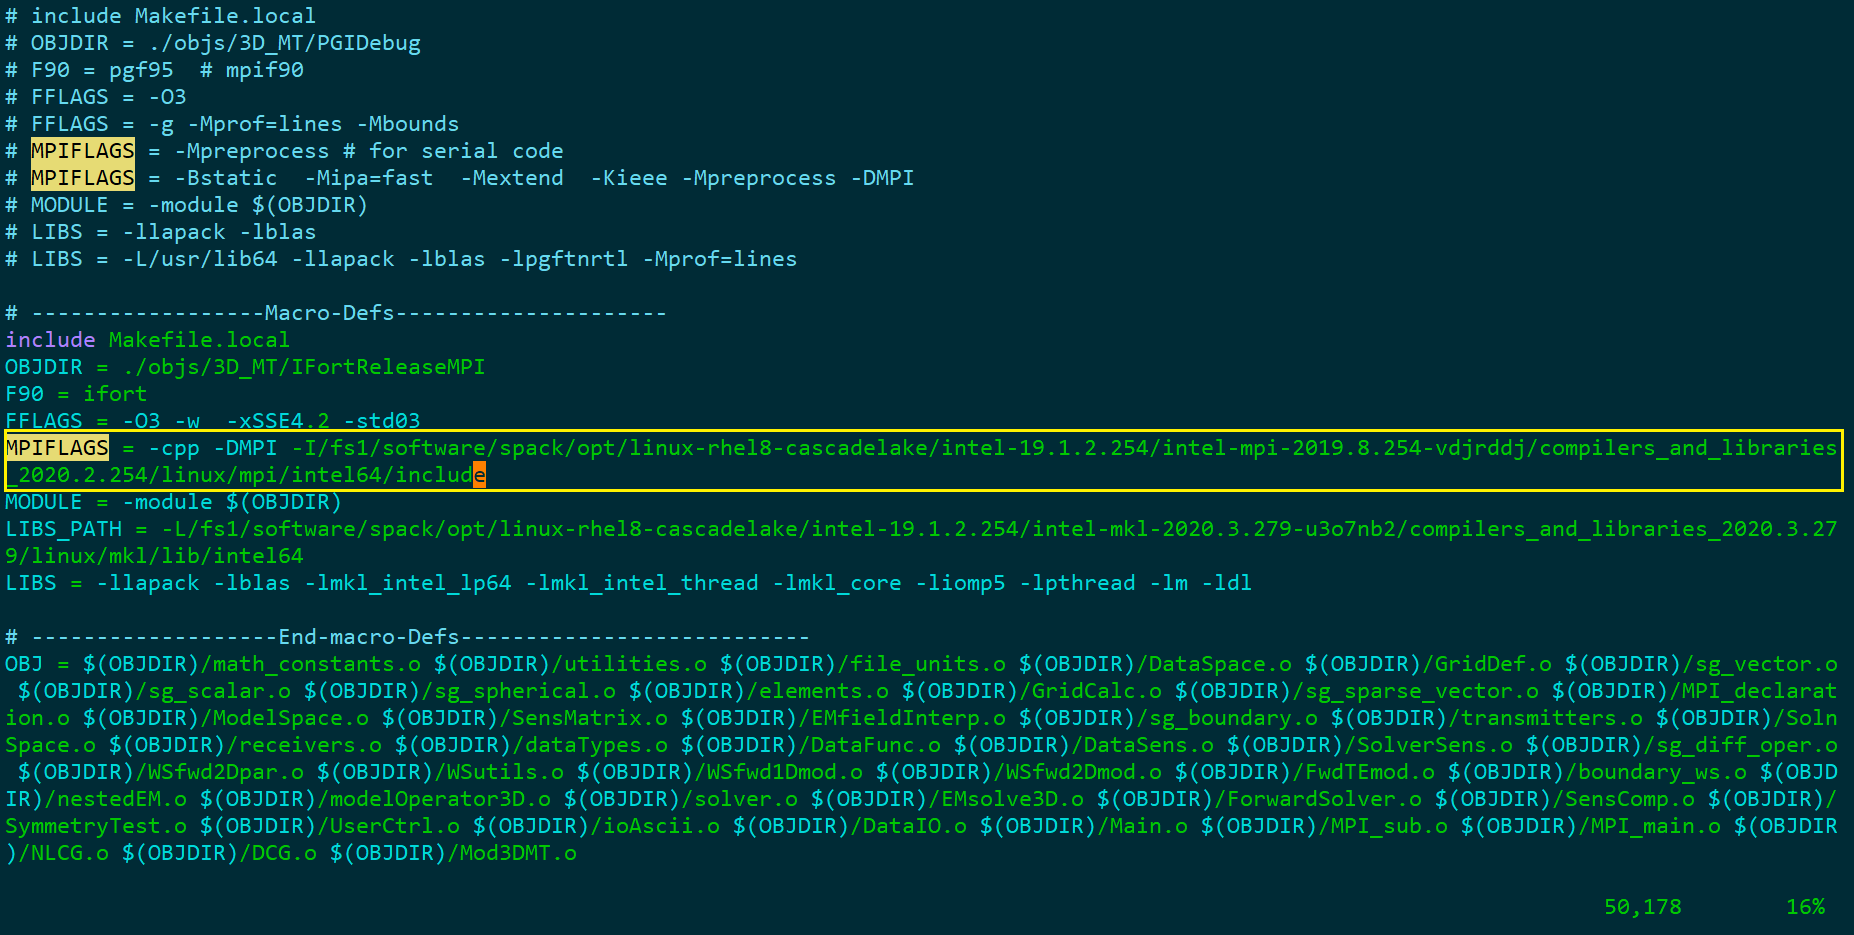 # include Makefile.local
# OBJDIR = ./objs/3D_MT/PGIDebug
# F90 = pgf95  # mpif90
# FFLAGS = -O3
# FFLAGS = -g -Mprof=lines -Mbounds
# MPIFLAGS = -Mpreprocess # for serial code
# MPIFLAGS = -Bstatic  -Mipa=fast  -Mextend  -Kieee -Mpreprocess -DMPI
# MODULE = -module $(OBJDIR)
# LIBS = -llapack -lblas
# LIBS = -L/usr/lib64 -llapack -lblas -lpgftnrtl -Mprof=lines
# ------------------Macro-Defs---------------------
include Makefile.local
OBJDIR = ./objs/3D_MT/IFortReleaseMPI
F90 = ifort
FFLAGS = -O3 -w  -xSSE4.2 -std03
MPIFLAGS = -cpp -DMPI -I/fs1/software/spack/opt/linux-rhel8-cascadelake/intel-19.1.2.254/intel-mpi-2019.8.254-vdjrddj/compilers_and_libraries
_2020.2.254/linux/mpi/intel64/include
MODULE = -module $(OBJDIR)
LIBS_PATH = -L/fs1/software/spack/opt/linux-rhel8-cascadelake/intel-19.1.2.254/intel-mkl-2020.3.279-u3o7nb2/compilers_and_libraries_2020.3.27
9/linux/mkl/lib/intel64
LIBS = -llapack -lblas -lmkl_intel_lp64 -lmkl_intel_thread -lmkl_core -liomp5 -lpthread -lm -ldl
# -------------------End-macro-Defs---------------------------
OBJ = $(OBJDIR)/math_constants.o $(OBJDIR)/utilities.o $(OBJDIR)/file_units.o $(OBJDIR)/DataSpace.o $(OBJDIR)/GridDef.o $(OBJDIR)/sg_vector.o
 $(OBJDIR)/sg_scalar.o $(OBJDIR)/sg_spherical.o $(OBJDIR)/elements.o $(OBJDIR)/GridCalc.o $(OBJDIR)/sg_sparse_vector.o $(OBJDIR)/MPI_declarat
ion.o $(OBJDIR)/ModelSpace.o $(OBJDIR)/SensMatrix.o $(OBJDIR)/EMfieldInterp.o $(OBJDIR)/sg_boundary.o $(OBJDIR)/transmitters.o $(OBJDIR)/Soln
Space.o $(OBJDIR)/receivers.o $(OBJDIR)/dataTypes.o $(OBJDIR)/DataFunc.o $(OBJDIR)/DataSens.o $(OBJDIR)/SolverSens.o $(OBJDIR)/sg_diff_oper.o
 $(OBJDIR)/WSfwd2Dpar.o $(OBJDIR)/WSutils.o $(OBJDIR)/WSfwd1Dmod.o $(OBJDIR)/WSfwd2Dmod.o $(OBJDIR)/FwdTEmod.o $(OBJDIR)/boundary_ws.o $(OBJD
IR)/nestedEM.o $(OBJDIR)/modelOperator3D.o $(OBJDIR)/solver.o $(OBJDIR)/EMsolve3D.o $(OBJDIR)/ForwardSolver.o $(OBJDIR)/SensComp.o $(OBJDIR)/
SymmetryTest.o $(OBJDIR)/UserCtrl.o $(OBJDIR)/ioAscii.o $(OBJDIR)/DataIO.o $(OBJDIR)/Main.o $(OBJDIR)/MPI_sub.o $(OBJDIR)/MPI_main.o $(OBJDIR
)/NLCG.o $(OBJDIR)/DCG.o $(OBJDIR)/Mod3DMT.o
50,178        16%